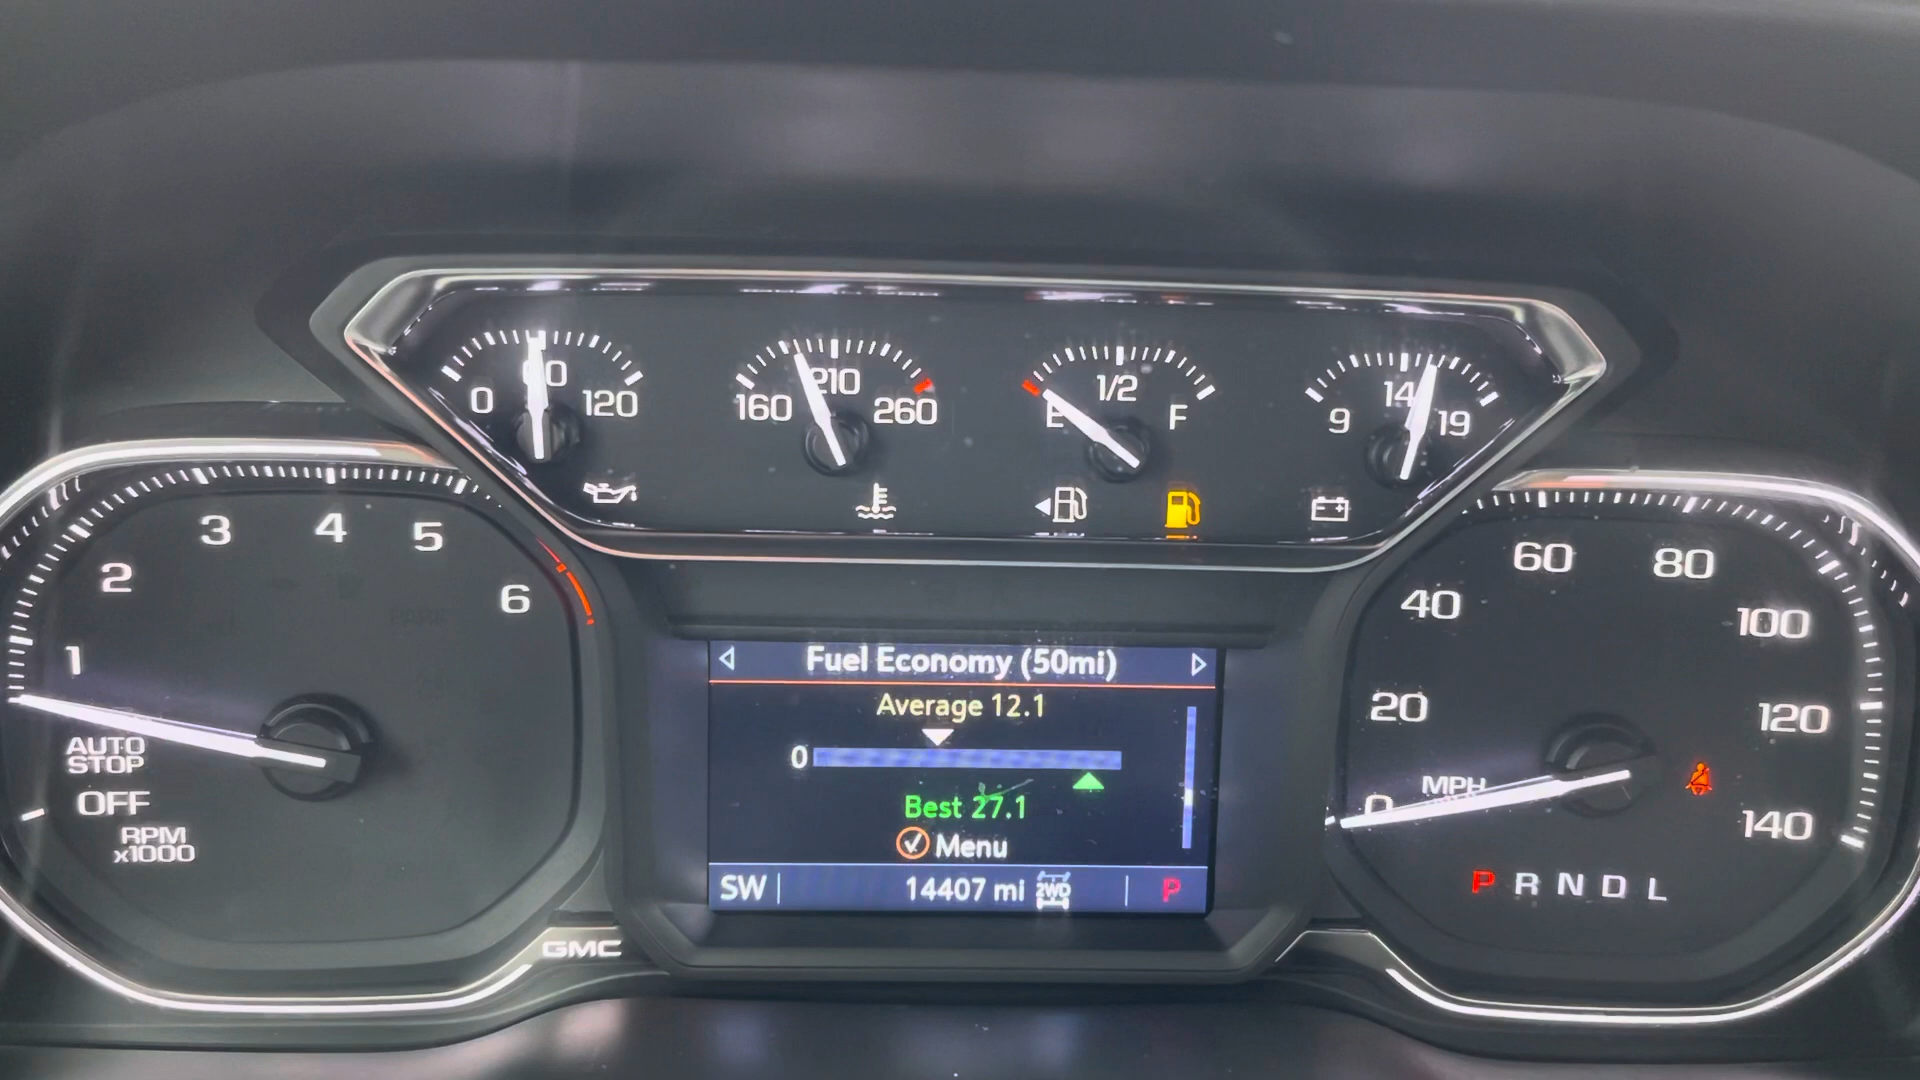 0 60 120
160 210 260
E 1/2 F
9 14 19
1 2 3 4 5 6
AUTO
STOP
OFF
RPM
x1000
GMC
Fuel Economy (50mi)
Average 12.1
0
Best 27.1
Menu
SW 14407 mi 2WD P
0 20 40 60 80 100 120 140
MPH
P R N D L